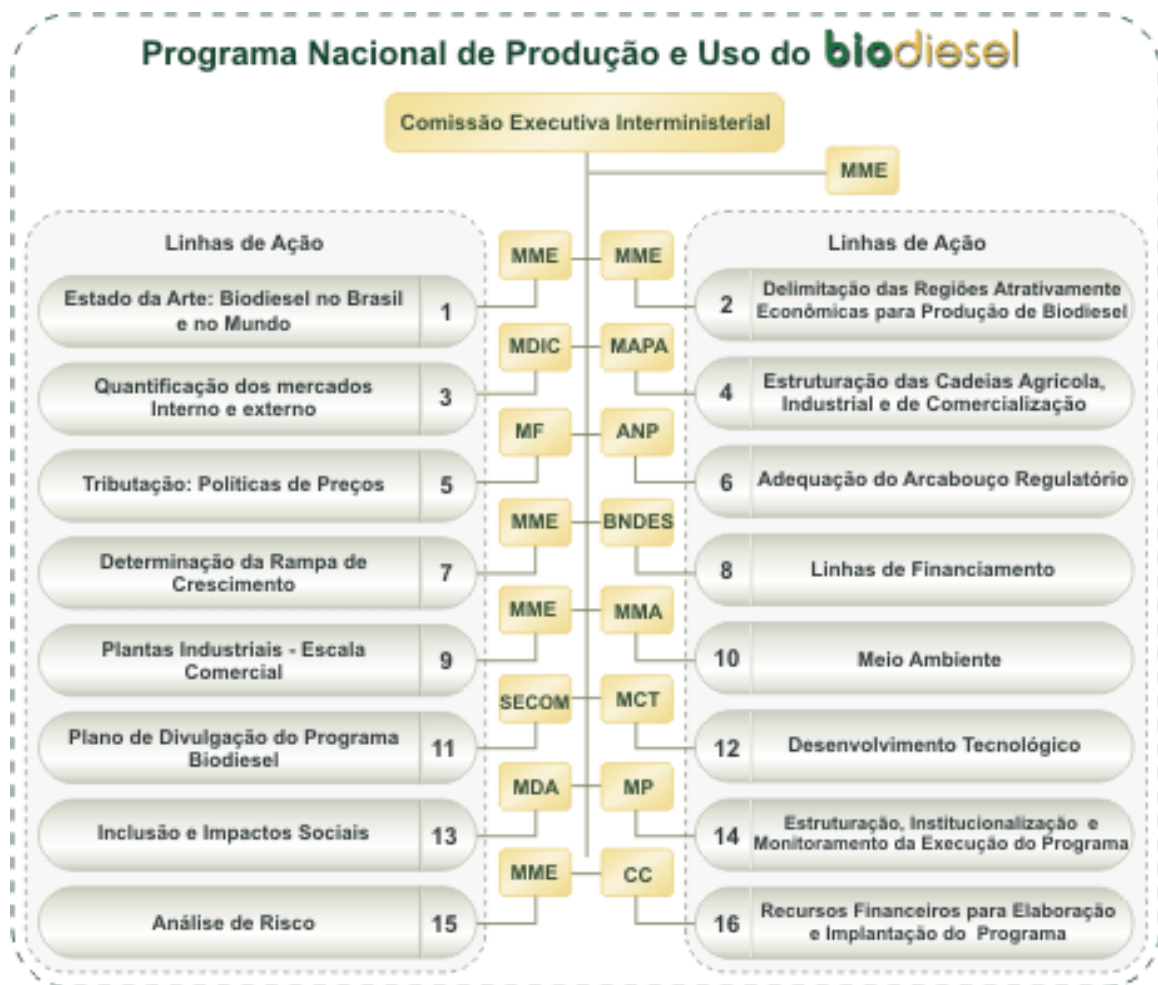 Programa Nacional de Produção e Uso do biodiesel
Comissão Executiva Interministerial
MME
Linhas de Ação
Linhas de Ação
MME
MME
Estado da Arte: Biodiesel no Brasil
e no Mundo
1
2
Delimitação das Regiões Atrativamente
Econômicas para Produção de Biodiesel
MDIC
MAPA
Quantificação dos mercados
Interno e externo
3
4
Estruturação das Cadeias Agrícola,
Industrial e de Comercialização
MF
ANP
Tributação: Políticas de Preços
5
6
Adequação do Arcabouço Regulatório
MME
BNDES
Determinação da Rampa de
Crescimento
7
8
Linhas de Financiamento
MME
MMA
Plantas Industriais - Escala
Comercial
9
10
Meio Ambiente
SECOM
MCT
Plano de Divulgação do Programa
Biodiesel
11
12
Desenvolvimento Tecnológico
MDA
MP
Inclusão e Impactos Sociais
13
14
Estruturação, Institucionalização e
Monitoramento da Execução do Programa
MME
CC
Análise de Risco
15
16
Recursos Financeiros para Elaboração
e Implantação do Programa